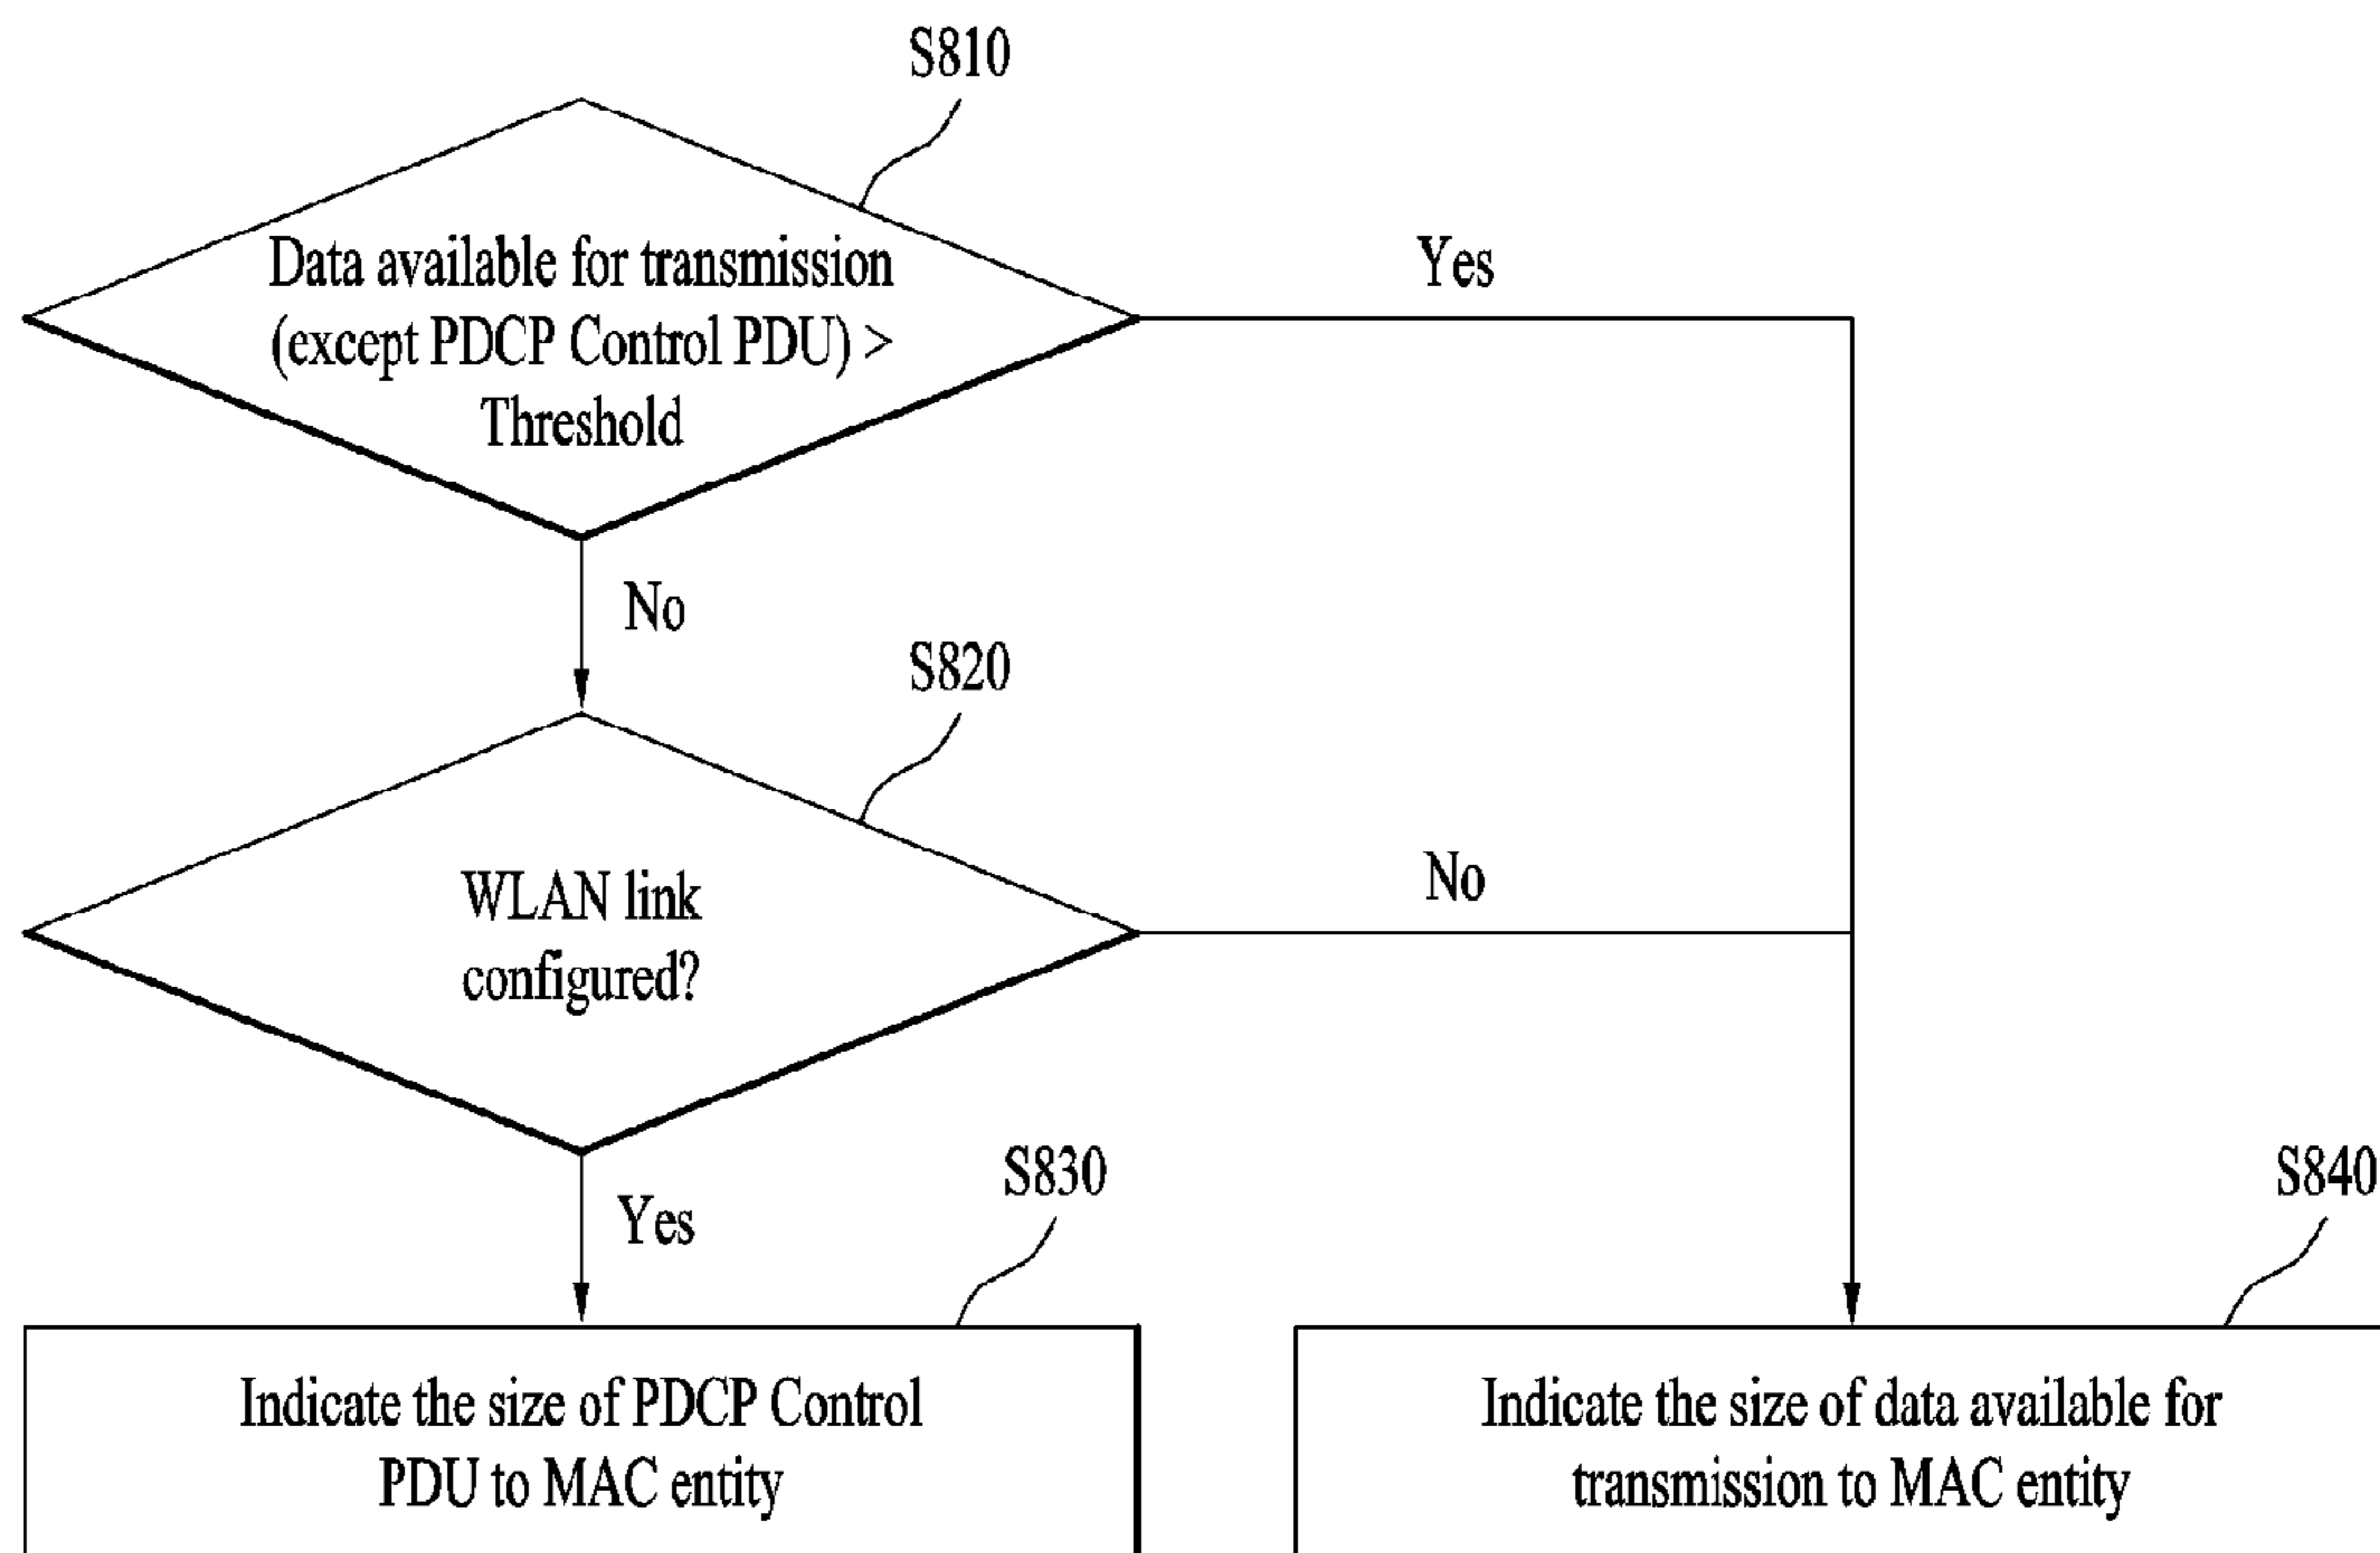 S810
Data available for transmission
(except PDCP Control PDU) >
Threshold
Yes
No
S820
WLAN link
configured?
No
Yes
S830
S840
Indicate the size of PDCP Control
PDU to MAC entity
Indicate the size of data available for
transmission to MAC entity